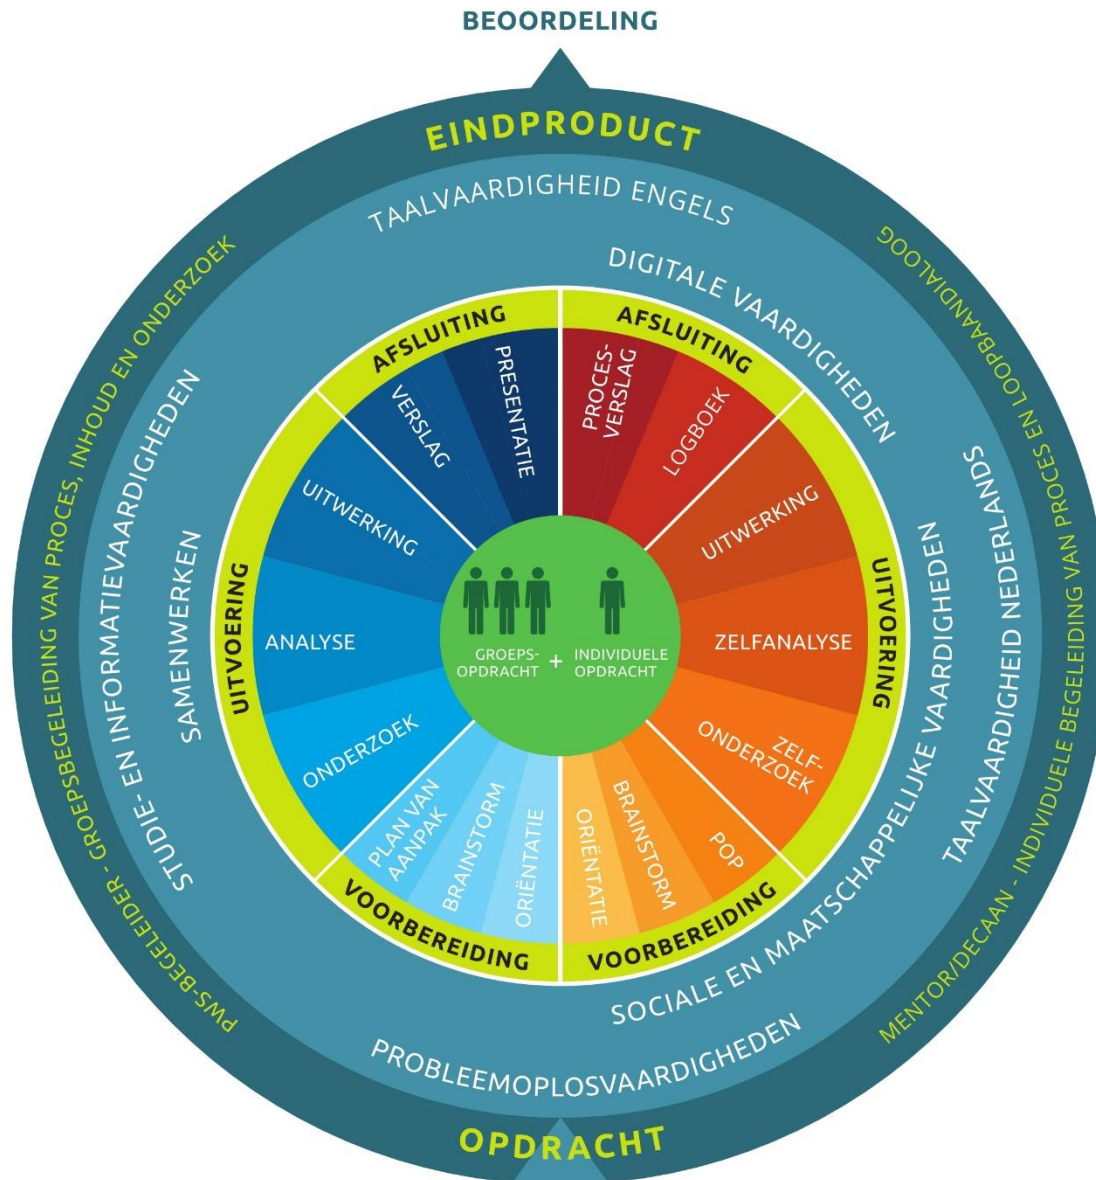 BEOORDELING
EINDPRODUCT
TAALVAARDIGHEID ENGELS
DIGITALE VAARDIGHEDEN
PWS-BEGELEIDER - GROEPSBEGELEIDING VAN PROCES, INHOUD EN ONDERZOEK
MENTOR/DECAAN - INDIVIDUELE BEGELEIDING VAN PROCES EN LOOPBAANDIALOOG
STUDIE- EN INFORMATIEVAARDIGHEDEN
SAMENWERKEN
TAALVAARDIGHEID NEDERLANDS
SOCIALE EN MAATSCHAPPELIJKE VAARDIGHEDEN
PROBLEEMOPLOSVAARDIGHEDEN
AFSLUITING
VERSLAG
PRESENTATIE
AFSLUITING
PROCES-
VERSLAG
LOGBOEK
UITVOERING
UITWERKING
ANALYSE
ONDERZOEK
UITVOERING
UITWERKING
ZELFANALYSE
ZELF-
ONDERZOEK
GROEPS-
OPDRACHT
+
INDIVIDUELE
OPDRACHT
PLAN VAN
AANPAK
BRAINSTORM
ORIËNTATIE
VOORBEREIDING
ORIËNTATIE
BRAINSTORM
POP
VOORBEREIDING
OPDRACHT